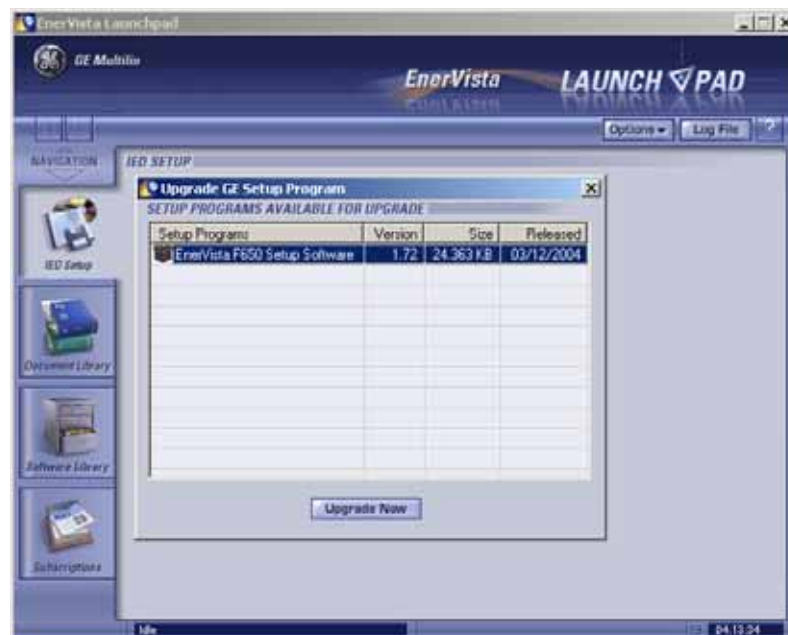 EnerVista Launchpad
GE Multilin
EnerVista LAUNCH PAD
Options Log File ?
NAVIGATION
IED SETUP
Upgrade GE Setup Program
SETUP PROGRAMS AVAILABLE FOR UPGRADE
Setup Programs Version Size Released
EnerVista F650 Setup Software 1.72 24.363 KB 03/12/2004
IED Setup
Document Library
Software Library
Upgrade Now
Subscriptions
Idle 04.13.34